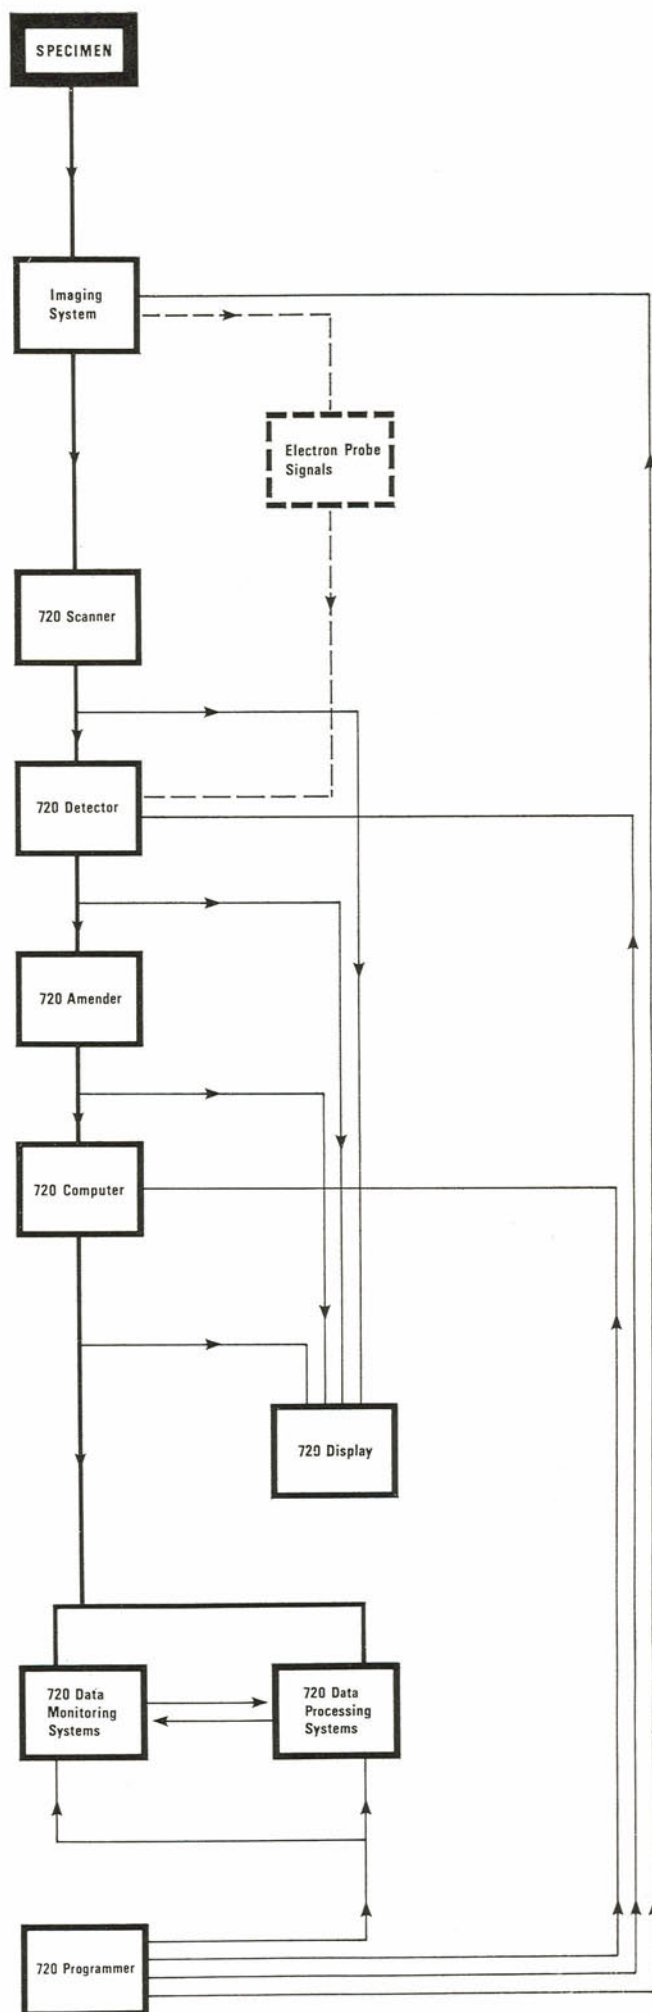 SPECIMEN
Imaging
System
Electron Probe
Signals
720 Scanner
720 Detector
720 Amender
720 Computer
720 Display
720 Data
Monitoring
Systems
720 Data
Processing
Systems
720 Programmer